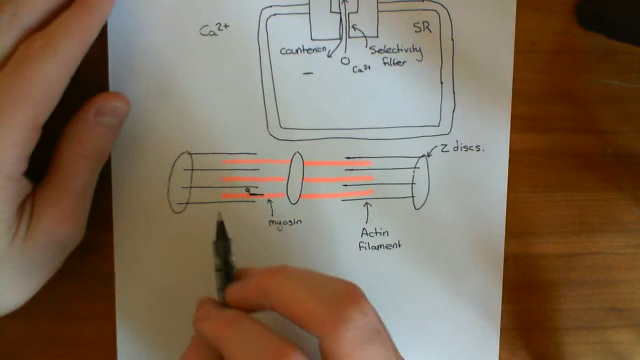 Ca²⁺
SR
counterion
Selectivity
filter
Ca²⁺
Z discs.
myosin
Actin
Filament